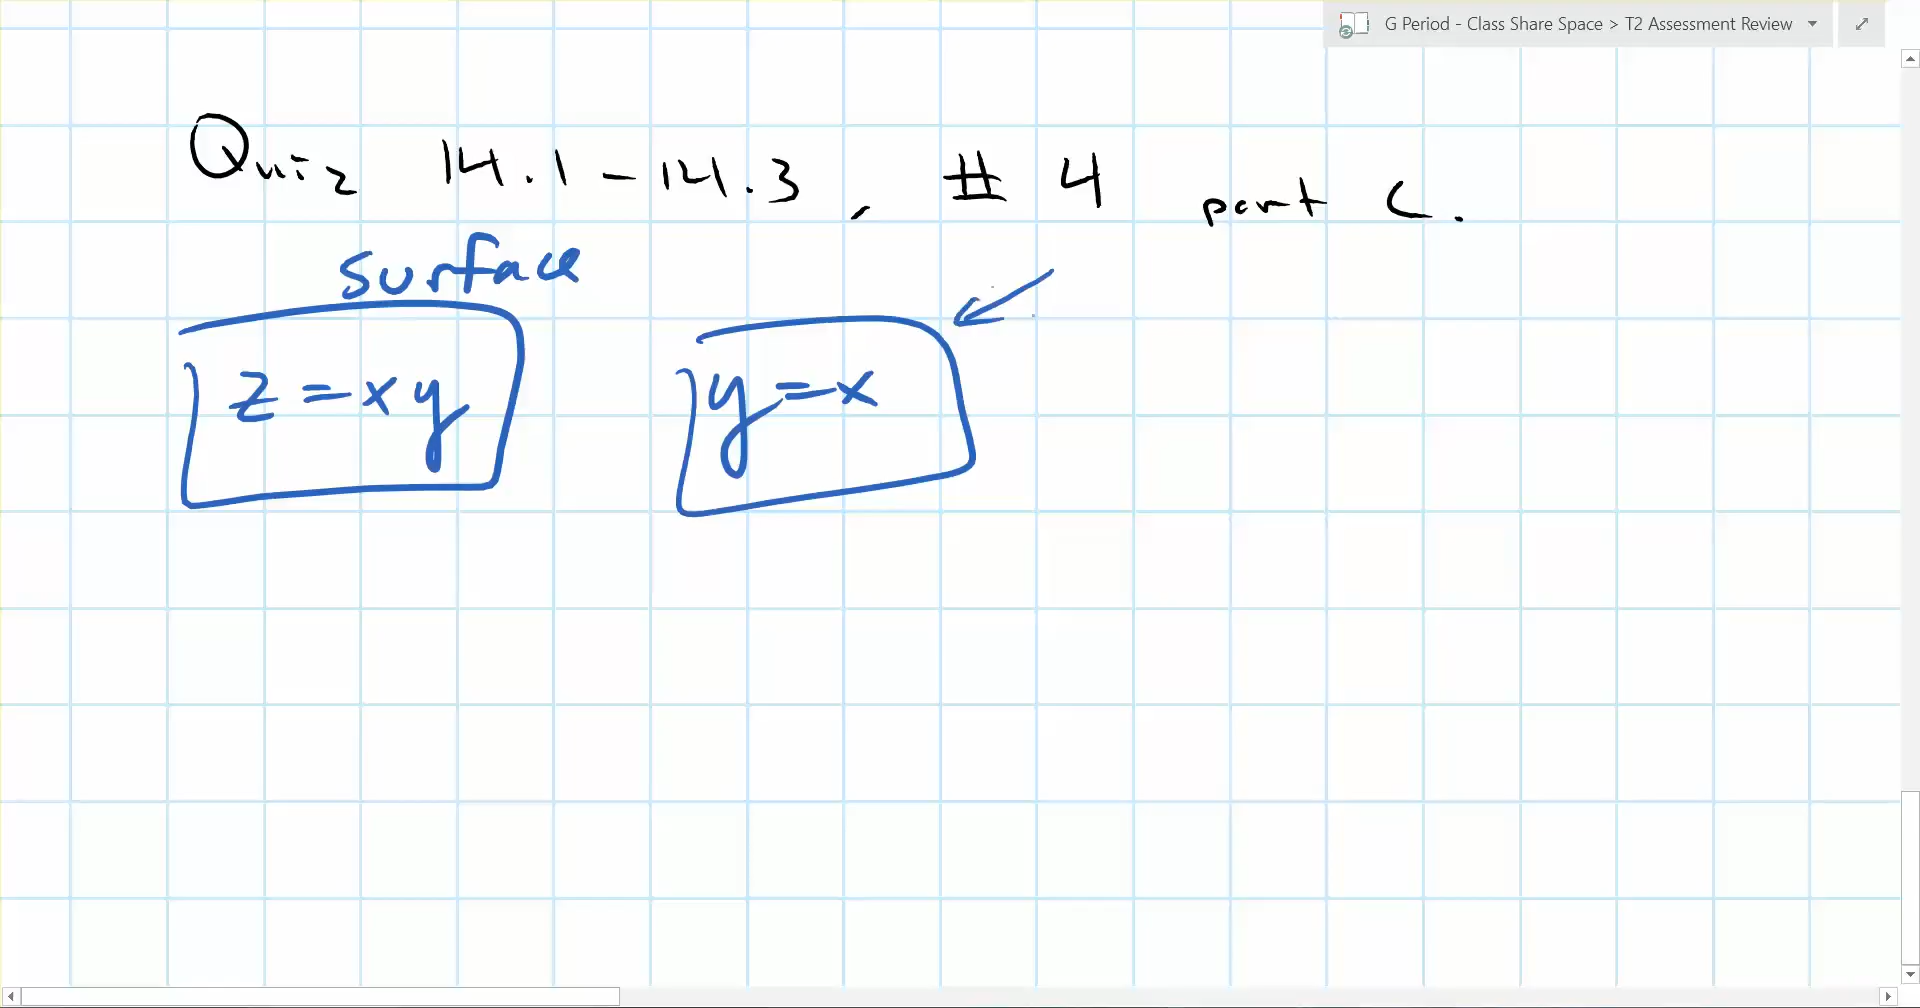 G Period - Class Share Space > T2 Assessment Review
Quiz 14.1 - 14.3, # 4 part C.
surface
z = xy y = x